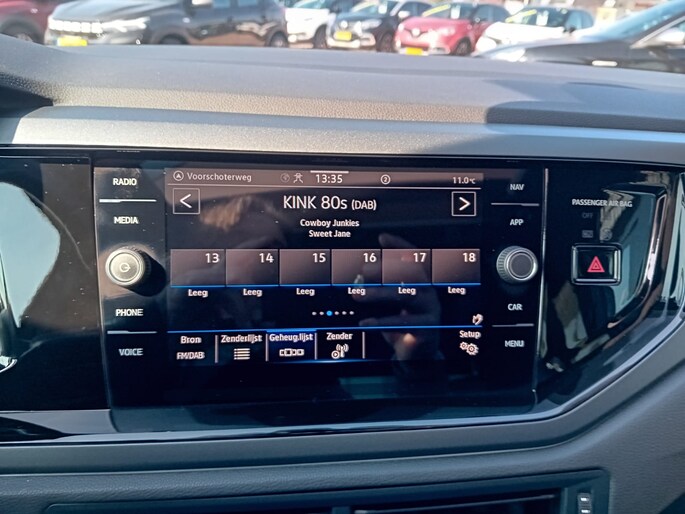 RADIO
MEDIA
PHONE
VOICE
Voorschoterweg 13:35 2 11.0°C
KINK 80s (DAB)
Cowboy Junkies
Sweet Jane
13 14 15 16 17 18
Leeg Leeg Leeg Leeg Leeg Leeg
Bron Zenderlijst Geheug.lijst Zender Setup
FM/DAB
NAV
APP
CAR
MENU
PASSENGER AIR BAG
OFF